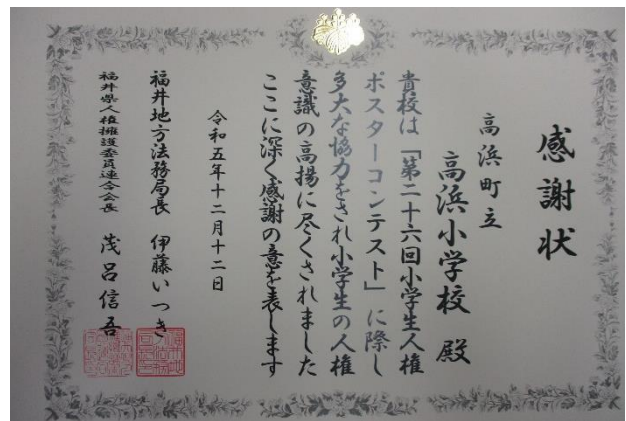 感謝状
高浜町立
高浜小学校 殿
貴校は「第二十六回小学生人権
ポスターコンテスト」に際し
多大な協力をされ小学生の人権
意識の高揚に尽くされました
ここに深く感謝の意を表します
令和五年十二月十二日
福井地方法務局長 伊藤いつき
福井県人権擁護委員連合会長 茂呂信吾